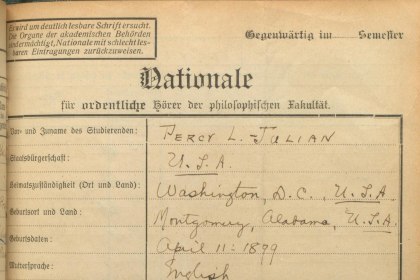 Es wird um deutlich lesbare Schrift ersucht.
Die Organe der akademischen Behörden
sind ermächtigt, Nationale mit schlecht les-
baren Eintragungen zurückzuweisen.
Gegenwärtig im Semester
Nationale
für ordentliche Hörer der philosophischen Fakultät.
Vor- und Zuname des Studierenden: PERCY L. JULIAN
Staatsbürgerschaft: U.S.A.
Heimatszuständigkeit (Ort und Land): Washington, D.C., U.S.A.
Geburtsort und Land: Montgomery, Alabama, U.S.A.
Geburtsdaten: April 11: 1899
Muttersprache: English